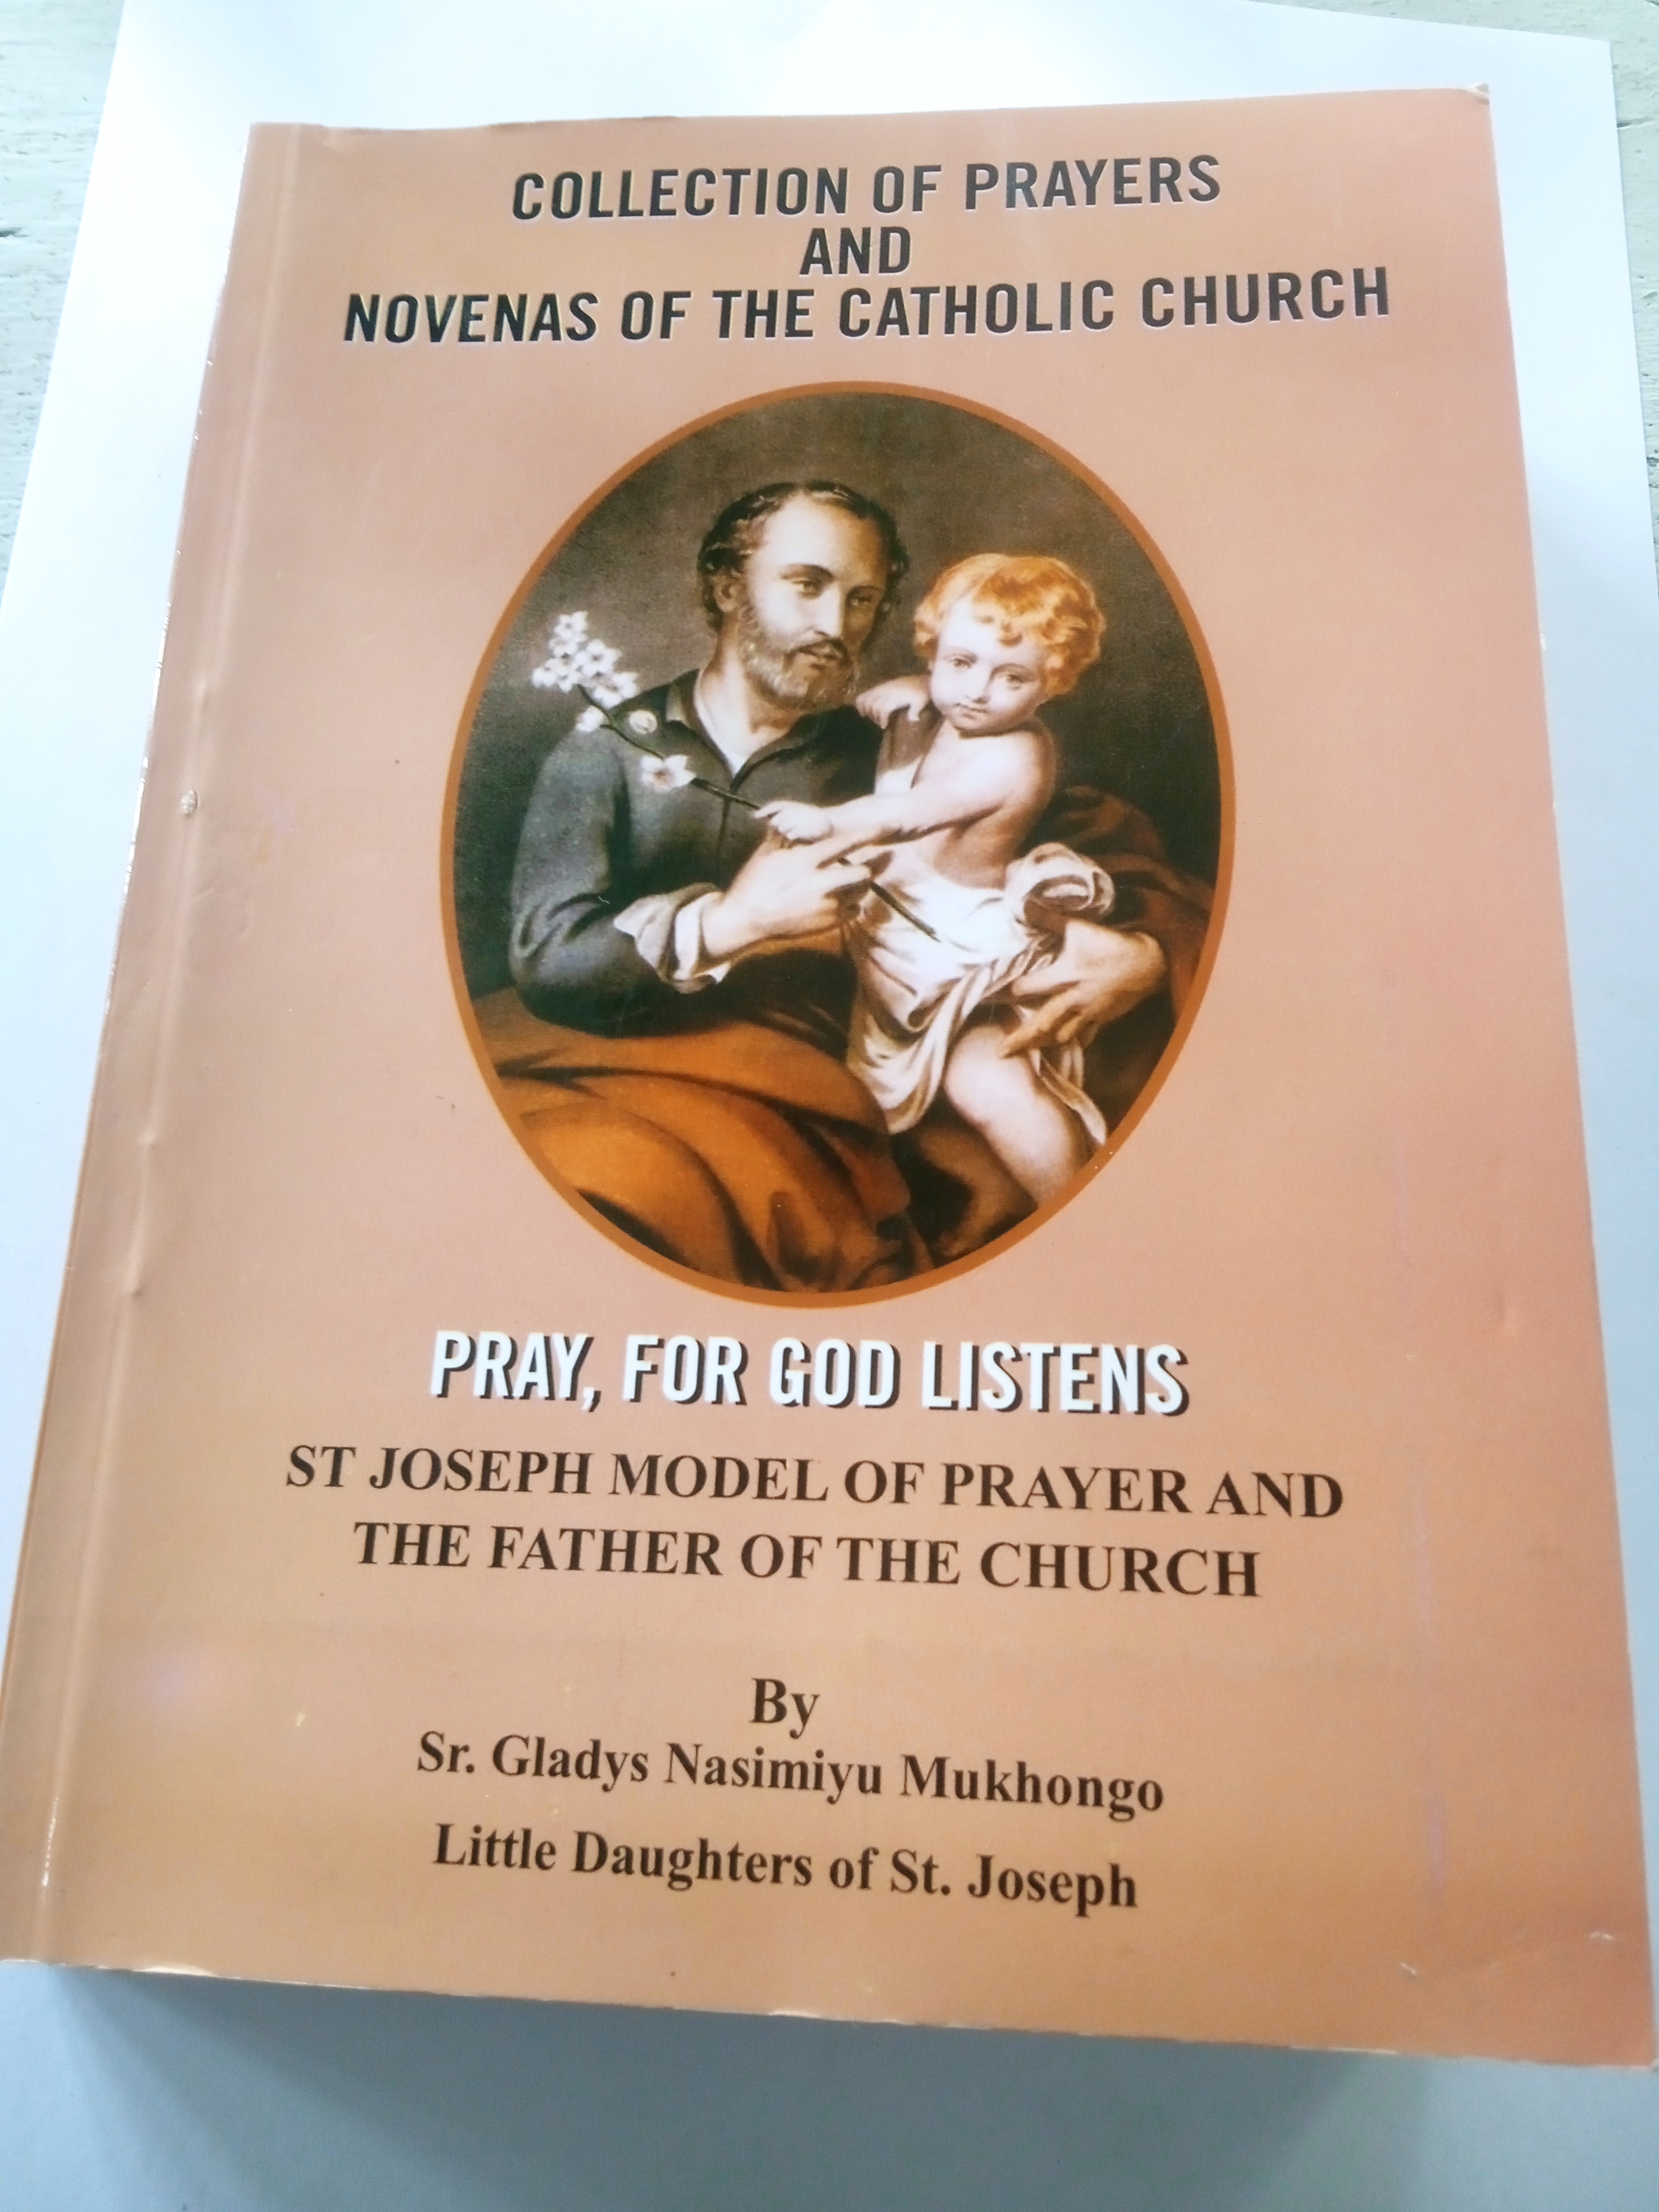 COLLECTION OF PRAYERS
AND
NOVENAS OF THE CATHOLIC CHURCH
PRAY, FOR GOD LISTENS
ST JOSEPH MODEL OF PRAYER AND
THE FATHER OF THE CHURCH
By
Sr. Gladys Nasimiyu Mukhongo
Little Daughters of St. Joseph